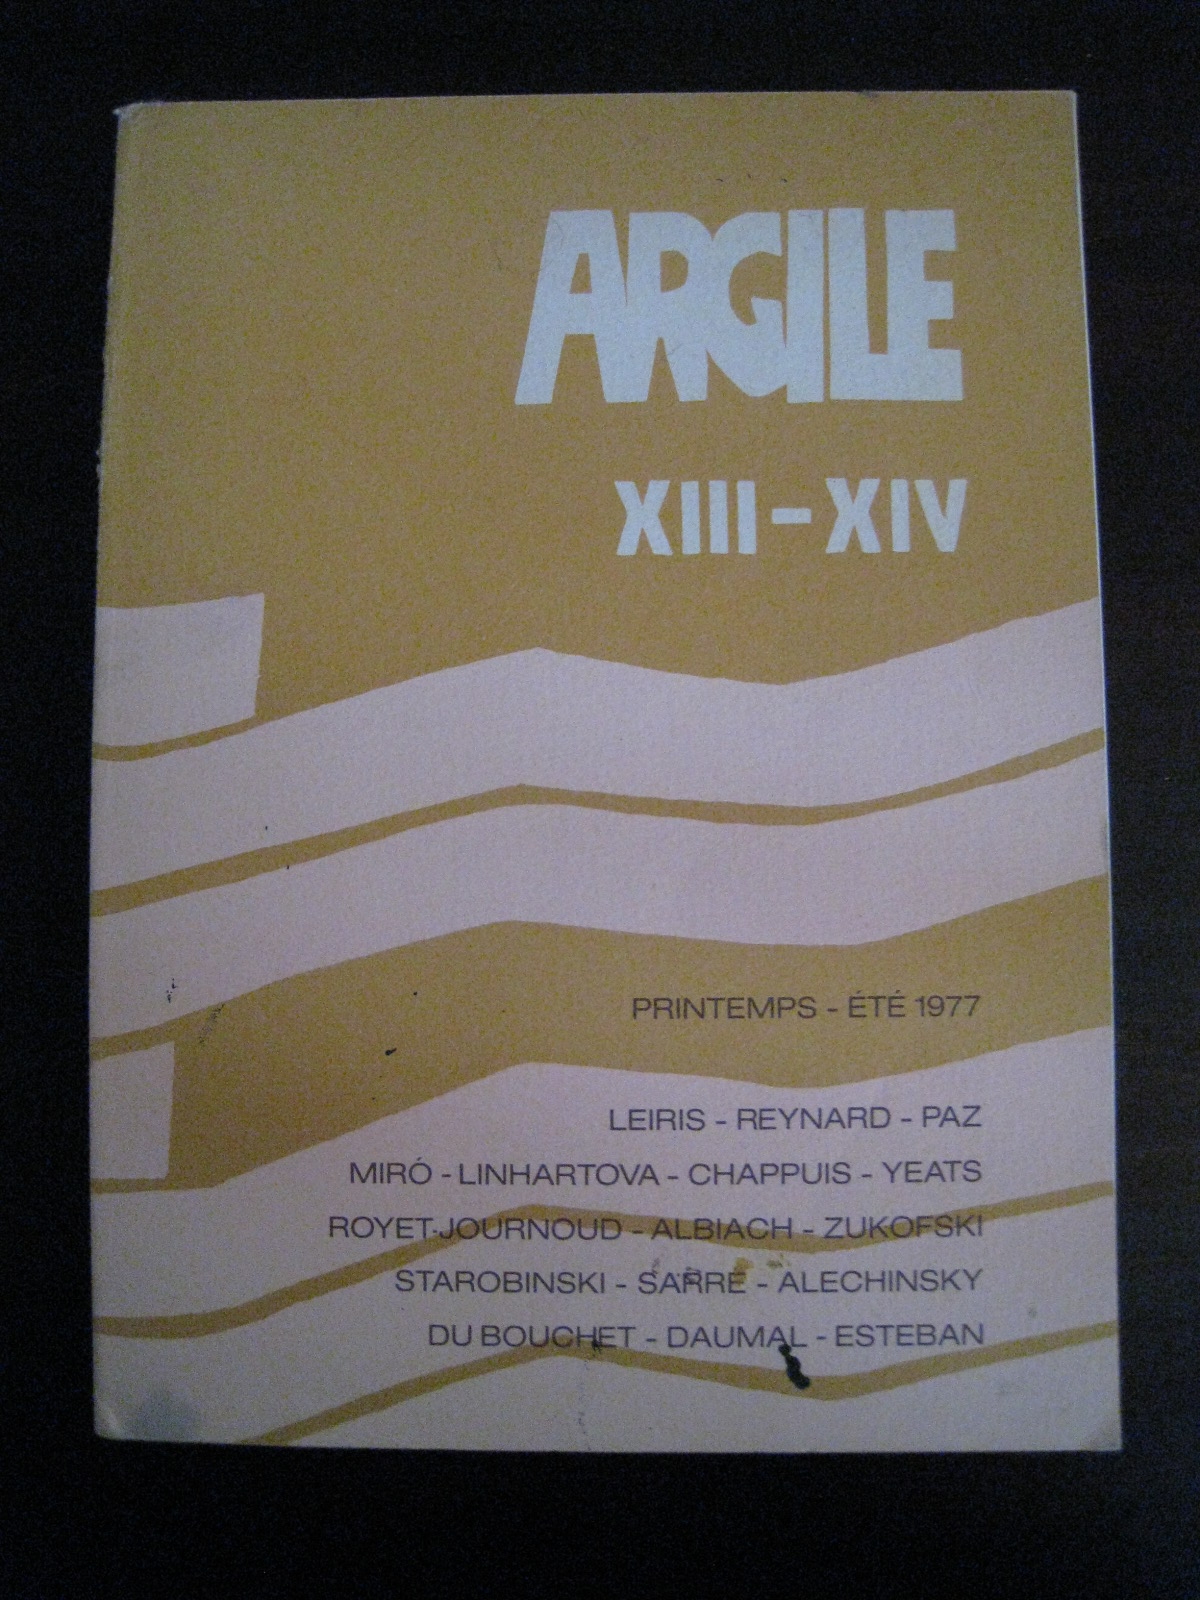 ARGILE
XIII-XIV
PRINTEMPS - ÉTÉ 1977
LEIRIS - REYNARD - PAZ
MIRÓ - LINHARTOVA - CHAPPUIS - YEATS
ROYET-JOURNOUD - ALBIACH - ZUKOFSKI
STAROBINSKI - SARRE - ALECHINSKY
DU BOUCHET - DAUMAL - ESTEBAN